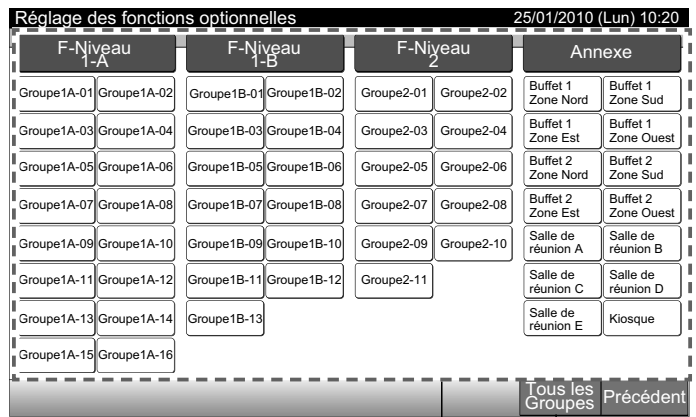 Réglage des fonctions optionnelles 25/01/2010 (Lun) 10:20
F-Niveau
1-A
F-Niveau
1-B
F-Niveau
2
Annexe
Groupe1A-01 Groupe1A-02 Groupe1B-01 Groupe1B-02 Groupe2-01 Groupe2-02
Buffet 1
Zone Nord
Buffet 1
Zone Sud
Groupe1A-03 Groupe1A-04 Groupe1B-03 Groupe1B-04 Groupe2-03 Groupe2-04
Buffet 1
Zone Est
Buffet 1
Zone Ouest
Groupe1A-05 Groupe1A-06 Groupe1B-05 Groupe1B-06 Groupe2-05 Groupe2-06
Buffet 2
Zone Nord
Buffet 2
Zone Sud
Groupe1A-07 Groupe1A-08 Groupe1B-07 Groupe1B-08 Groupe2-07 Groupe2-08
Buffet 2
Zone Est
Buffet 2
Zone Ouest
Groupe1A-09 Groupe1A-10 Groupe1B-09 Groupe1B-10 Groupe2-09 Groupe2-10
Salle de
réunion A
Salle de
réunion B
Groupe1A-11 Groupe1A-12 Groupe1B-11 Groupe1B-12 Groupe2-11
Salle de
réunion C
Salle de
réunion D
Groupe1A-13 Groupe1A-14 Groupe1B-13
Salle de
réunion E
Kiosque
Groupe1A-15 Groupe1A-16
Tous les
Groupes
Précédent